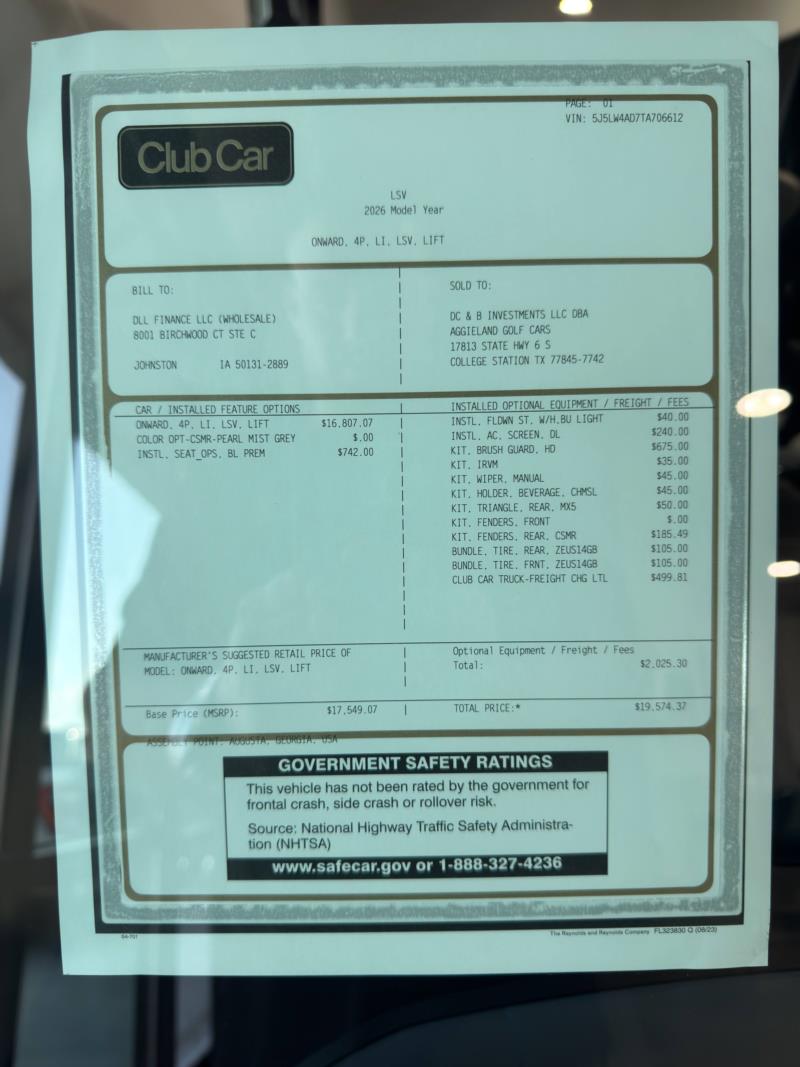 PAGE: 01
VIN: 5J5LW4AD7TA706612
Club Car
LSV
2026 Model Year
ONWARD, 4P, LI, LSV, LIFT
BILL TO:
DLL FINANCE LLC (WHOLESALE)
8001 BIRCHWOOD CT STE C
JOHNSTON IA 50131-2889
SOLD TO:
DC & B INVESTMENTS LLC DBA
AGGIELAND GOLF CARS
17813 STATE HWY 6 S
COLLEGE STATION TX 77845-7742
CAR / INSTALLED FEATURE OPTIONS
ONWARD, 4P, LI, LSV, LIFT $16,807.07
COLOR OPT-CSMR-PEARL MIST GREY $.00
INSTL, SEAT_OPS, BL PREM $742.00
INSTALLED OPTIONAL EQUIPMENT / FREIGHT / FEES
INSTL, FLDWN ST, W/H,BU LIGHT $40.00
INSTL, AC, SCREEN, DL $240.00
KIT, BRUSH GUARD, HD $675.00
KIT, IRVM $35.00
KIT, WIPER, MANUAL $45.00
KIT, HOLDER, BEVERAGE, CHMSL $45.00
KIT, TRIANGLE, REAR, MX5 $50.00
KIT, FENDERS, FRONT $.00
KIT, FENDERS, REAR, CSMR $185.49
BUNDLE, TIRE, REAR, ZEUS14GB $105.00
BUNDLE, TIRE, FRNT, ZEUS14GB $105.00
CLUB CAR TRUCK-FREIGHT CHG LTL $499.81
MANUFACTURER'S SUGGESTED RETAIL PRICE OF
MODEL: ONWARD, 4P, LI, LSV, LIFT
Optional Equipment / Freight / Fees
Total: $2,025.30
Base Price (MSRP): $17,549.07
TOTAL PRICE:* $19,574.37
ASSEMBLY POINT: AUGUSTA, GEORGIA, USA
GOVERNMENT SAFETY RATINGS
This vehicle has not been rated by the government for
frontal crash, side crash or rollover risk.
Source: National Highway Traffic Safety Administra-
tion (NHTSA)
www.safecar.gov or 1-888-327-4236
04-701
The Reynolds and Reynolds Company FL323830 Q (08/23)